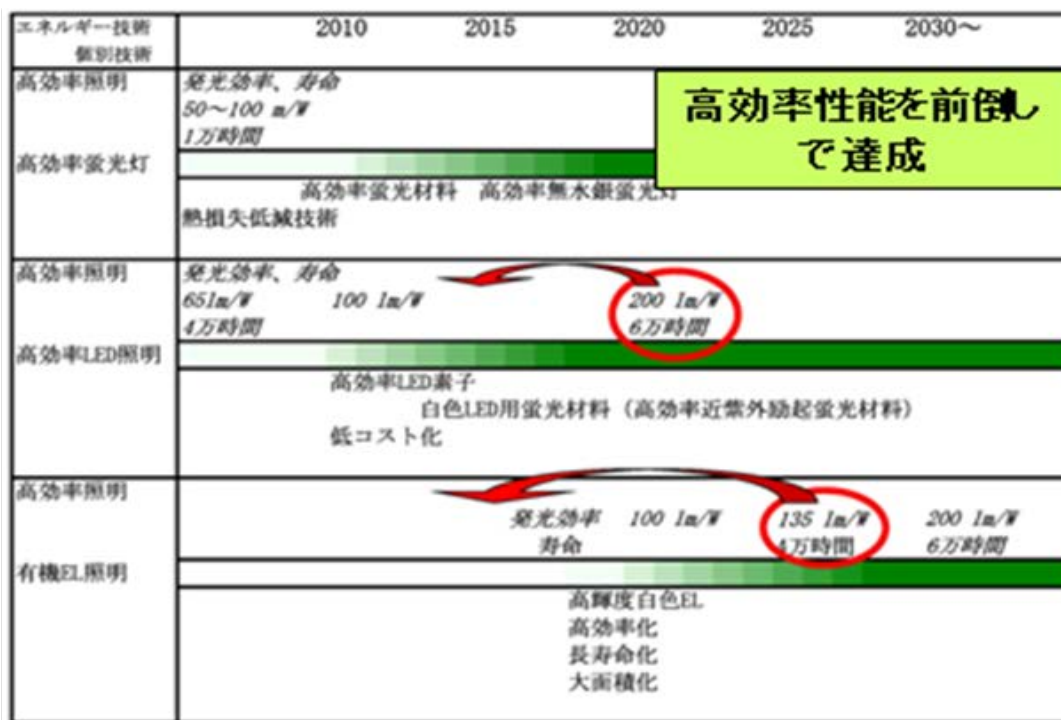 エネルギー技術 2010 2015 2020 2025 2030～
個別技術
高効率照明 発光効率、寿命
50～100 m/W
1万時間
高効率性能を前倒し
で達成
高効率蛍光灯
高効率蛍光材料 高効率無水銀蛍光灯
熱損失低減技術
高効率照明 発光効率、寿命
65lm/W 100 lm/W 200 lm/W
4万時間 6万時間
高効率LED照明
高効率LED素子
白色LED用蛍光材料（高効率近紫外励起蛍光材料）
低コスト化
高効率照明
発光効率 100 lm/W 135 lm/W 200 lm/W
寿命 4万時間 6万時間
有機EL照明
高輝度白色EL
高効率化
長寿命化
大面積化